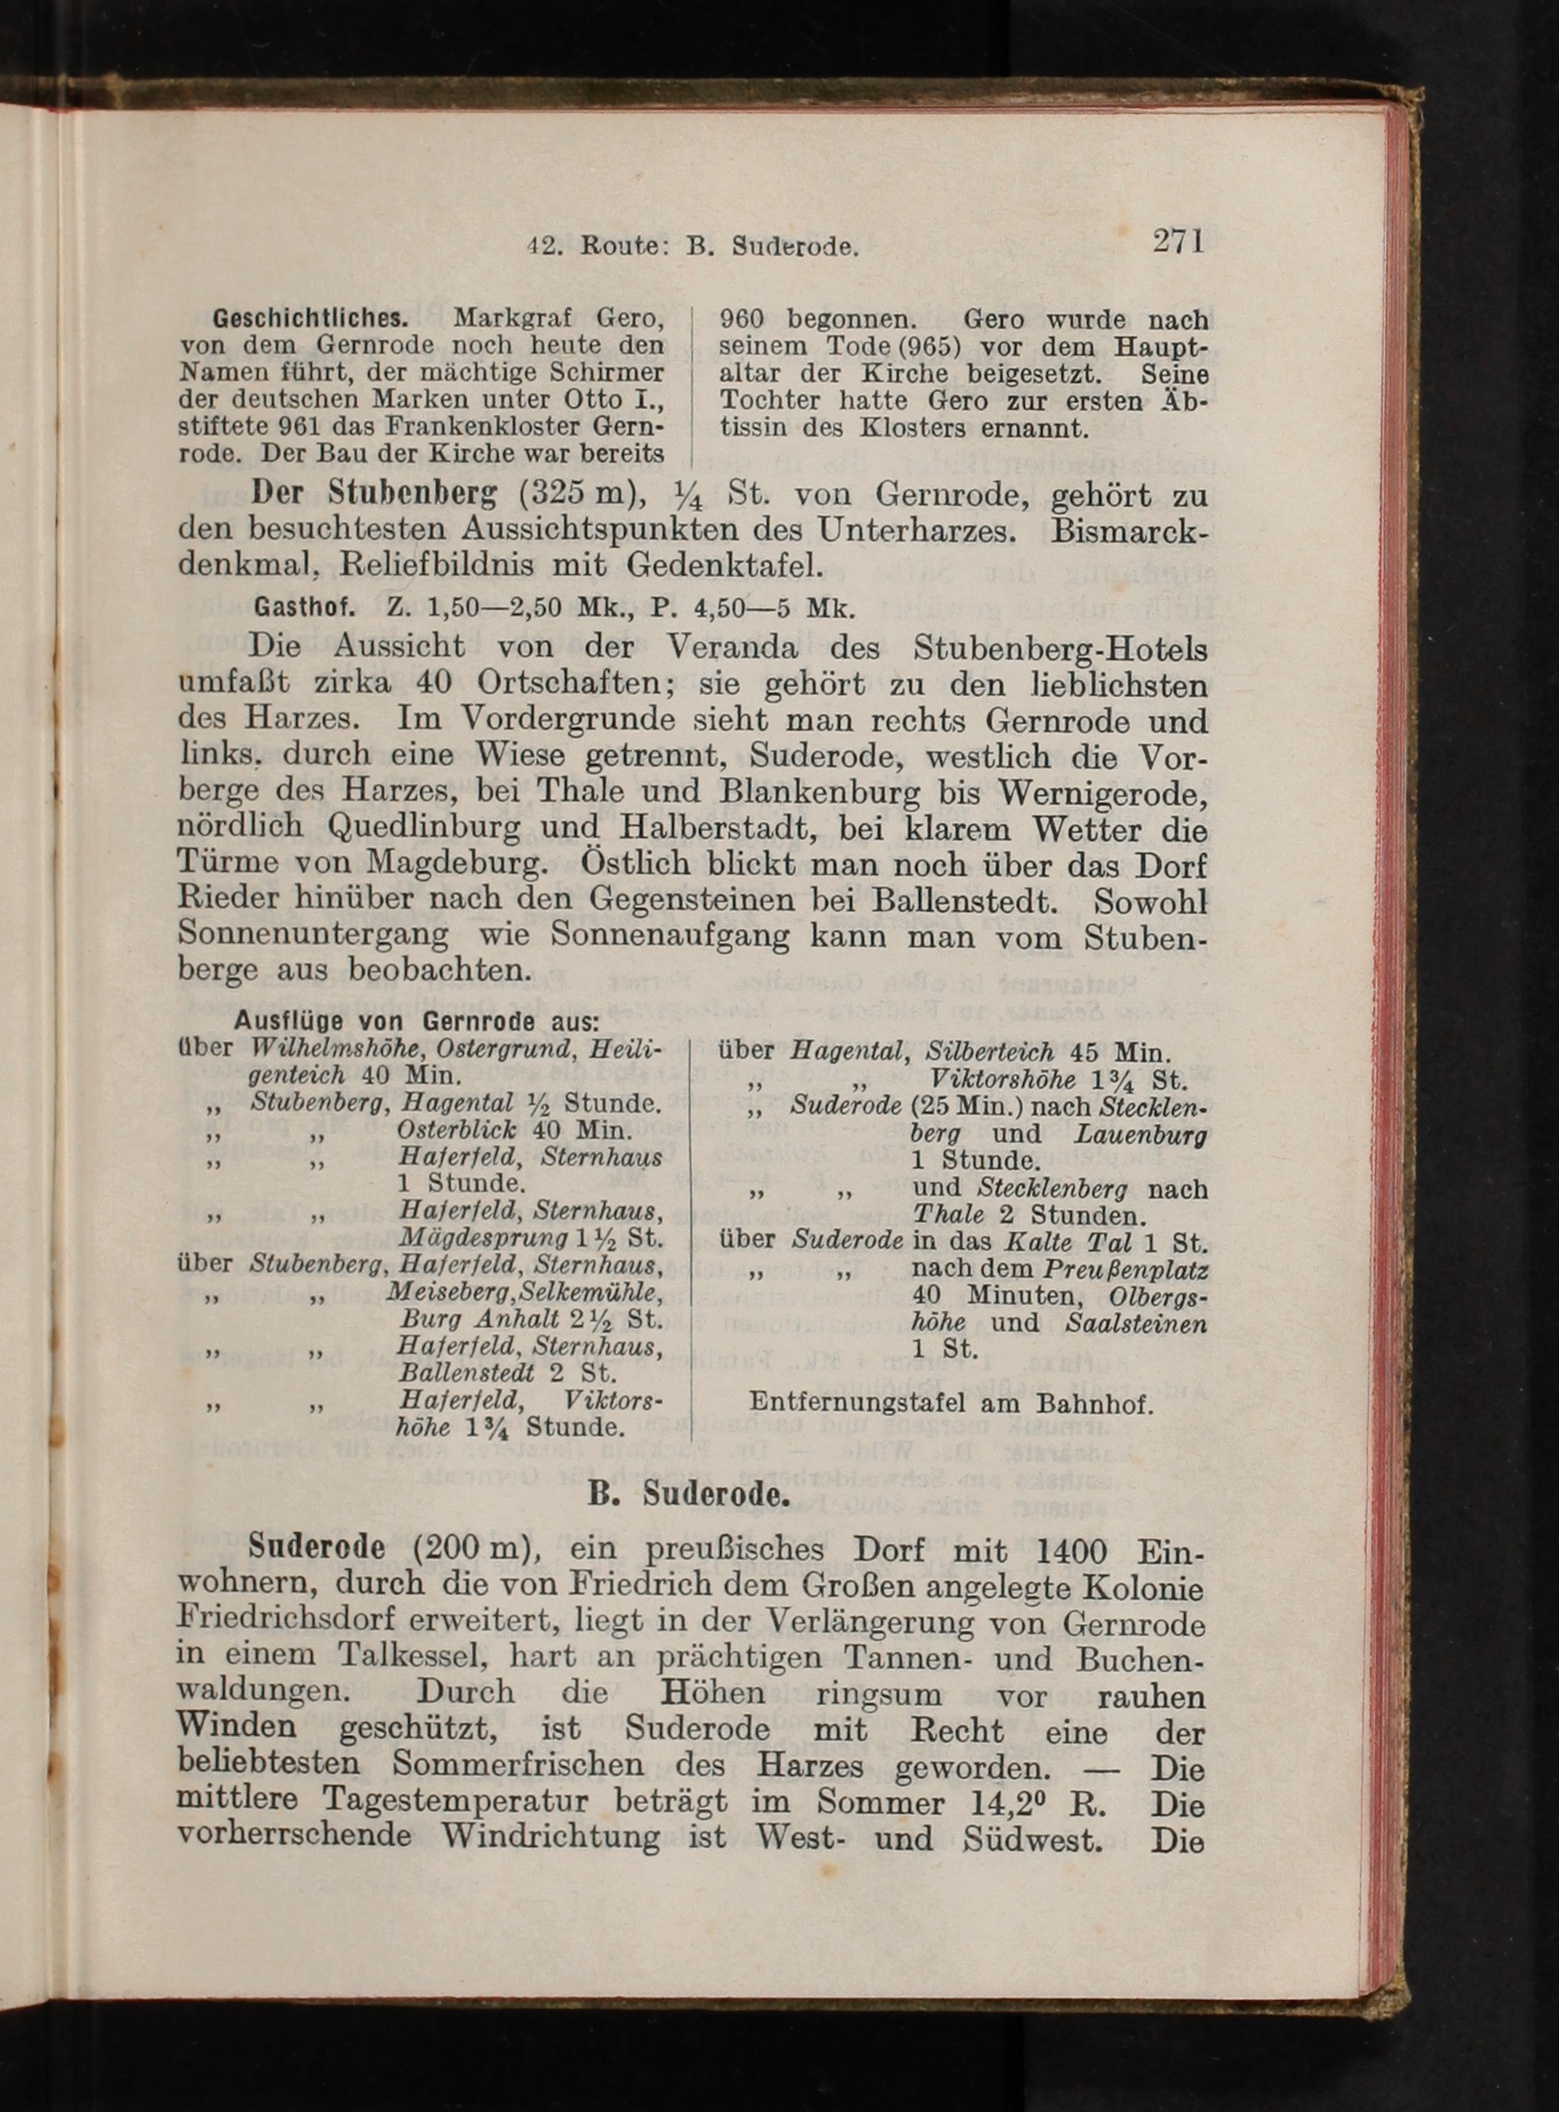 42. Route: B. Suderode.
271
Geschichtliches. Markgraf Gero,
von dem Gernrode noch heute den
Namen führt, der mächtige Schirmer
der deutschen Marken unter Otto I.,
stiftete 961 das Frankenkloster Gern-
rode. Der Bau der Kirche war bereits
960 begonnen. Gero wurde nach
seinem Tode (965) vor dem Haupt-
altar der Kirche beigesetzt. Seine
Tochter hatte Gero zur ersten Äb-
tissin des Klosters ernannt.
Der Stubenberg (325 m), ¼ St. von Gernrode, gehört zu
den besuchtesten Aussichtspunkten des Unterharzes. Bismarck-
denkmal, Reliefbildnis mit Gedenktafel.
Gasthof. Z. 1,50—2,50 Mk., P. 4,50—5 Mk.
Die Aussicht von der Veranda des Stubenberg-Hotels
umfaßt zirka 40 Ortschaften; sie gehört zu den lieblichsten
des Harzes. Im Vordergrunde sieht man rechts Gernrode und
links, durch eine Wiese getrennt, Suderode, westlich die Vor-
berge des Harzes, bei Thale und Blankenburg bis Wernigerode,
nördlich Quedlinburg und Halberstadt, bei klarem Wetter die
Türme von Magdeburg. Östlich blickt man noch über das Dorf
Rieder hinüber nach den Gegensteinen bei Ballenstedt. Sowohl
Sonnenuntergang wie Sonnenaufgang kann man vom Stuben-
berge aus beobachten.
Ausflüge von Gernrode aus:
über Wilhelmshöhe, Ostergrund, Heili-
genteich 40 Min.
„ Stubenberg, Hagental ½ Stunde.
„ „ Osterblick 40 Min.
„ „ Haferfeld, Sternhaus
1 Stunde.
„ „ Haferfeld, Sternhaus,
Mägdesprung 1½ St.
über Stubenberg, Haferfeld, Sternhaus,
„ „ Meiseberg, Selkemühle,
Burg Anhalt 2½ St.
„ „ Haferfeld, Sternhaus,
Ballenstedt 2 St.
„ „ Haferfeld, Viktors-
höhe 1¾ Stunde.
über Hagental, Silberteich 45 Min.
„ „ Viktorshöhe 1¾ St.
„ Suderode (25 Min.) nach Stecklen-
berg und Lauenburg
1 Stunde.
„ „ und Stecklenberg nach
Thale 2 Stunden.
über Suderode in das Kalte Tal 1 St.
„ „ nach dem Preußenplatz
40 Minuten, Olbergs-
höhe und Saalsteinen
1 St.
Entfernungstafel am Bahnhof.
B. Suderode.
Suderode (200 m), ein preußisches Dorf mit 1400 Ein-
wohnern, durch die von Friedrich dem Großen angelegte Kolonie
Friedrichsdorf erweitert, liegt in der Verlängerung von Gernrode
in einem Talkessel, hart an prächtigen Tannen- und Buchen-
waldungen. Durch die Höhen ringsum vor rauhen
Winden geschützt, ist Suderode mit Recht eine der
beliebtesten Sommerfrischen des Harzes geworden. — Die
mittlere Tagestemperatur beträgt im Sommer 14,2⁰ R. Die
vorherrschende Windrichtung ist West- und Südwest. Die